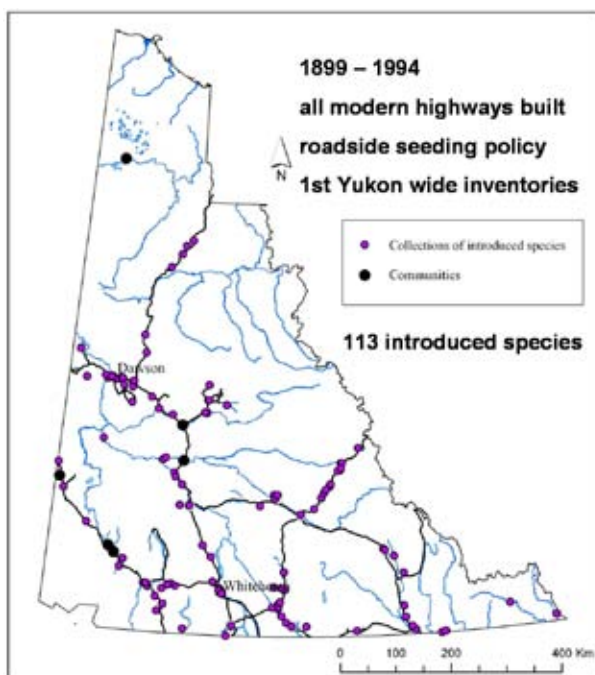 1899 – 1994
all modern highways built
roadside seeding policy
1st Yukon wide inventories
N
Collections of introduced species
Communities
113 introduced species
Dawson
Whitehorse
0 100 200 400 Km